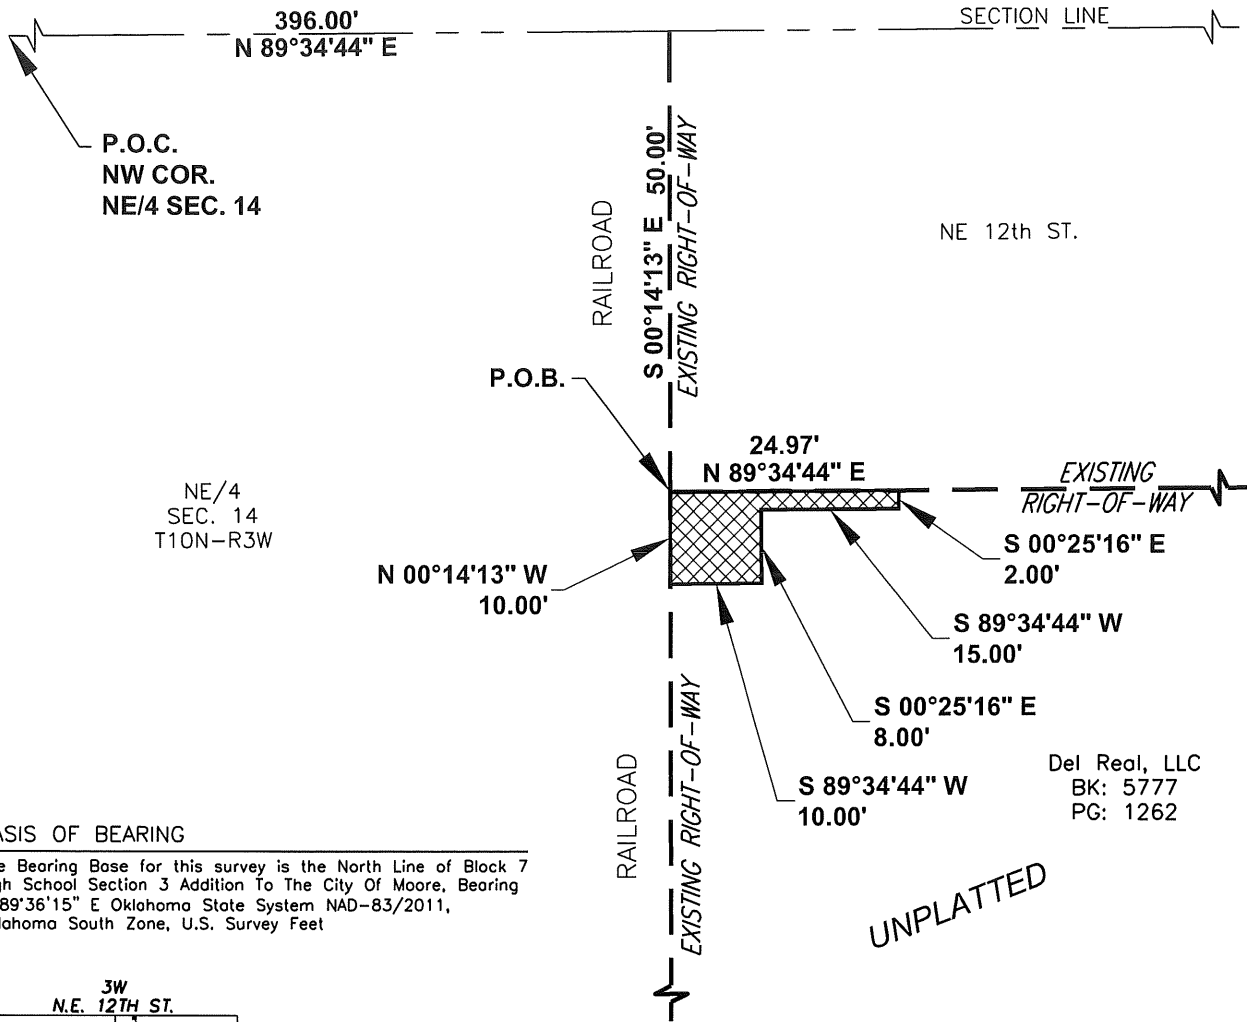 396.00'
N 89°34'44" E
SECTION LINE
P.O.C.
NW COR.
NE/4 SEC. 14
RAILROAD
S 00°14'13" E 50.00'
EXISTING RIGHT-OF-WAY
NE 12th ST.
P.O.B.
24.97'
N 89°34'44" E
EXISTING
RIGHT-OF-WAY
NE/4
SEC. 14
T10N-R3W
N 00°14'13" W
10.00'
S 00°25'16" E
2.00'
S 89°34'44" W
15.00'
S 00°25'16" E
8.00'
S 89°34'44" W
10.00'
RAILROAD
EXISTING RIGHT-OF-WAY
Del Real, LLC
BK: 5777
PG: 1262
UNPLATTED
ASIS OF BEARING
e Bearing Base for this survey is the North Line of Block 7
gh School Section 3 Addition To The City Of Moore, Bearing
89°36'15" E Oklahoma State System NAD-83/2011,
lahoma South Zone, U.S. Survey Feet
3W
N.E. 12TH ST.